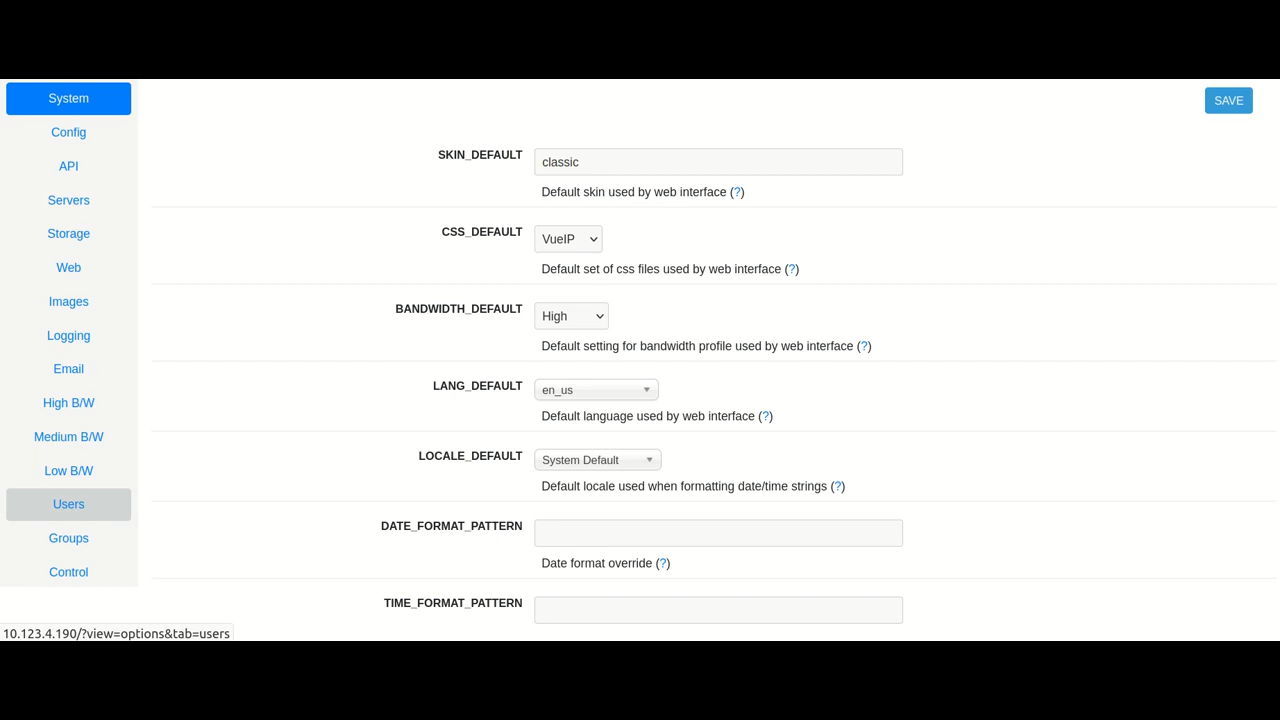 System
SAVE
Config
API
Servers
Storage
Web
Images
Logging
Email
High B/W
Medium B/W
Low B/W
Users
Groups
Control
SKIN_DEFAULT
classic
Default skin used by web interface (?)
CSS_DEFAULT
VueIP
Default set of css files used by web interface (?)
BANDWIDTH_DEFAULT
High
Default setting for bandwidth profile used by web interface (?)
LANG_DEFAULT
en_us
Default language used by web interface (?)
LOCALE_DEFAULT
System Default
Default locale used when formatting date/time strings (?)
DATE_FORMAT_PATTERN
Date format override (?)
TIME_FORMAT_PATTERN
10.123.4.190/?view=options&tab=users